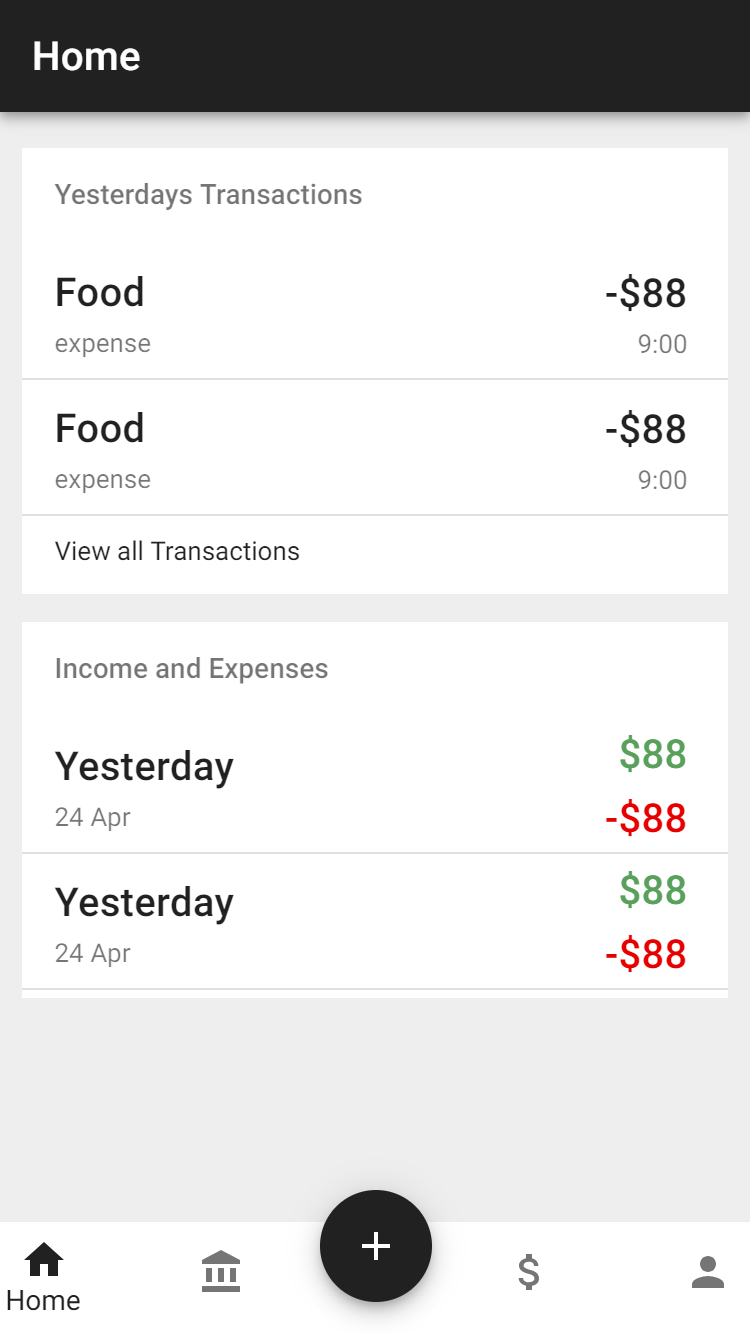 Home
Yesterdays Transactions
Food -$88
expense 9:00
Food -$88
expense 9:00
View all Transactions
Income and Expenses
Yesterday $88
24 Apr -$88
Yesterday $88
24 Apr -$88
Home